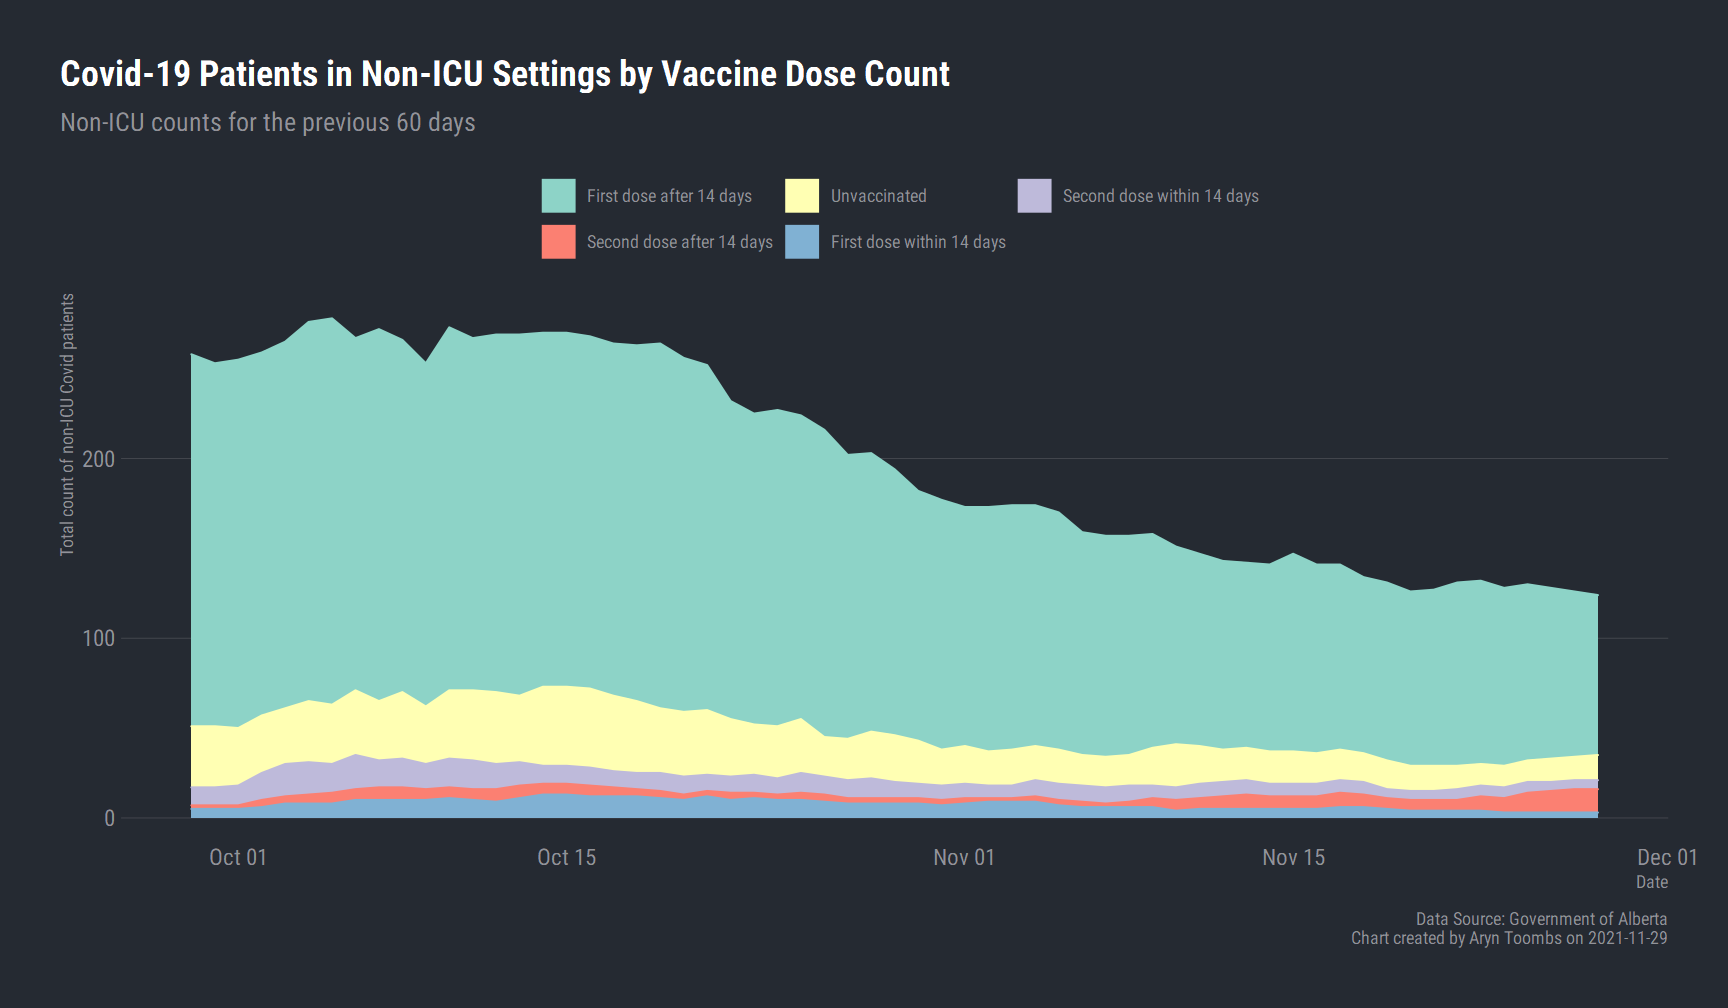 Covid-19 Patients in Non-ICU Settings by Vaccine Dose Count
Non-ICU counts for the previous 60 days
First dose after 14 days
Unvaccinated
Second dose within 14 days
Second dose after 14 days
First dose within 14 days
Total count of non-ICU Covid patients
200
100
0
Oct 01
Oct 15
Nov 01
Nov 15
Dec 01
Date
Data Source: Government of Alberta
Chart created by Aryn Toombs on 2021-11-29